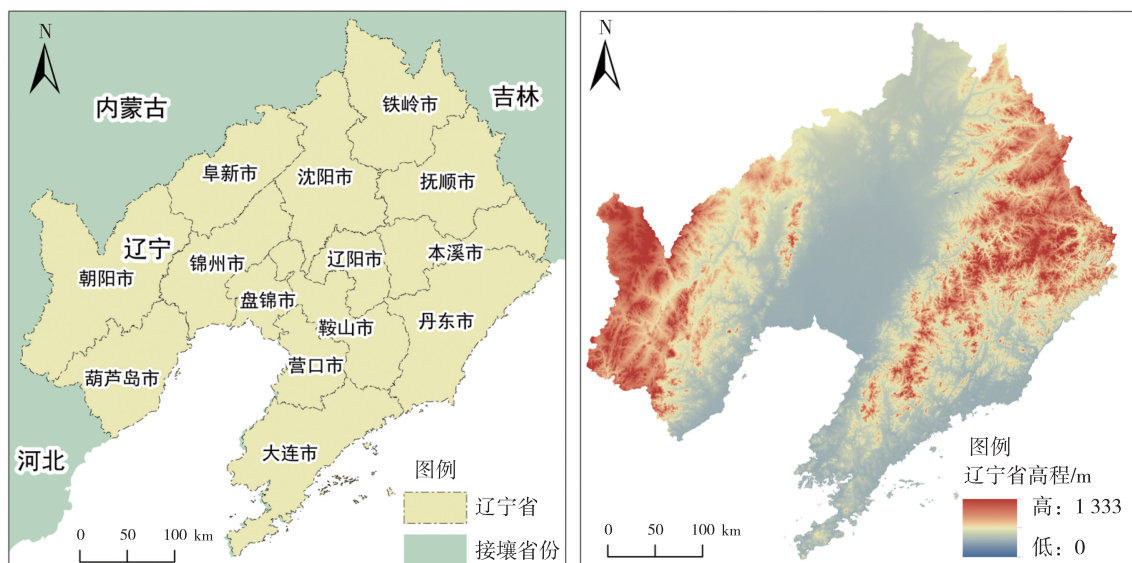 N
内蒙古
吉林
铁岭市
阜新市
沈阳市
抚顺市
辽宁
朝阳市
锦州市
辽阳市
本溪市
盘锦市
鞍山市
丹东市
营口市
葫芦岛市
大连市
河北
图例
辽宁省
接壤省份
0 50 100 km
N
图例
辽宁省高程/m
高：1 333
低：0
0 50 100 km